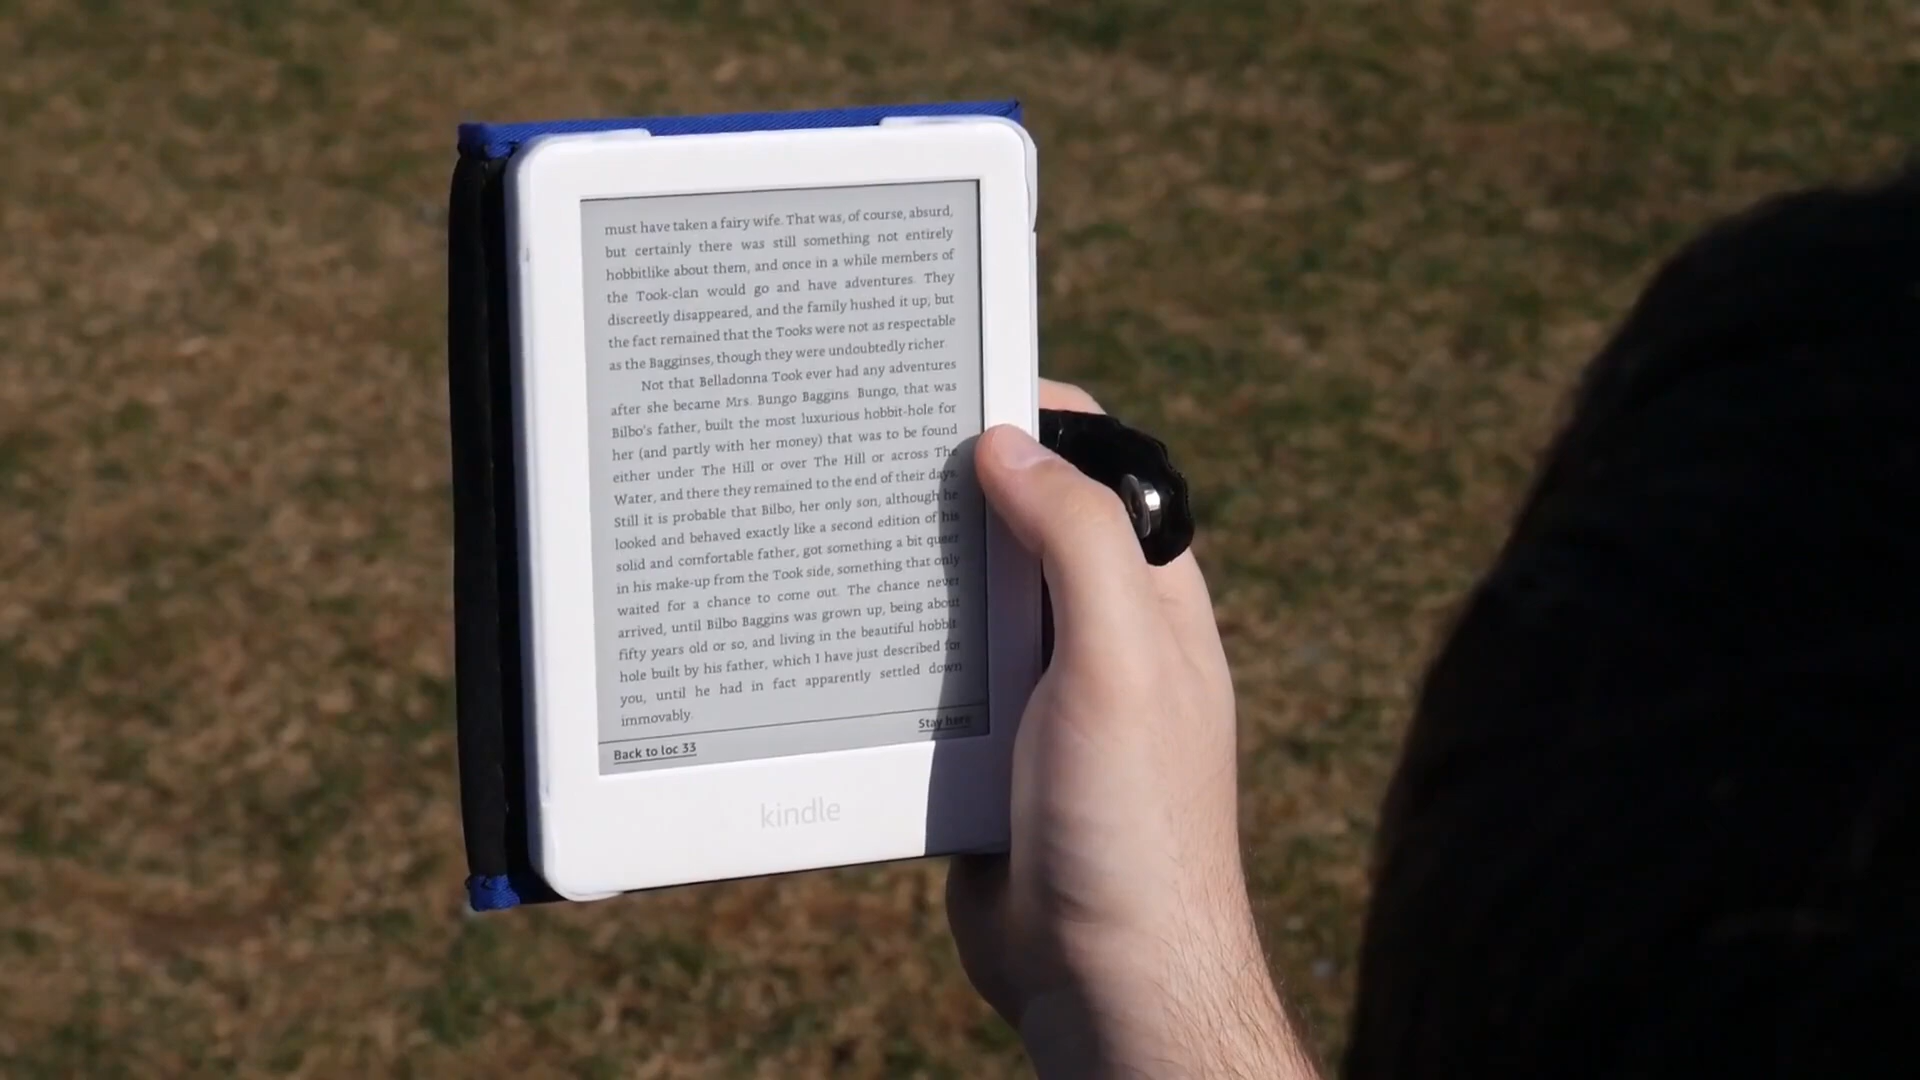 must have taken a fairy wife. That was, of course, absurd,
but certainly there was still something not entirely
hobbitlike about them, and once in a while members of
the Took-clan would go and have adventures. They
discreetly disappeared, and the family hushed it up; but
the fact remained that the Tooks were not as respectable
as the Bagginses, though they were undoubtedly richer.
Not that Belladonna Took ever had any adventures
after she became Mrs. Bungo Baggins. Bungo, that was
Bilbo's father, built the most luxurious hobbit-hole for
her (and partly with her money) that was to be found
either under The Hill or over The Hill or across The
Water, and there they remained to the end of their days.
Still it is probable that Bilbo, her only son, although he
looked and behaved exactly like a second edition of his
solid and comfortable father, got something a bit queer
in his make-up from the Took side, something that only
waited for a chance to come out. The chance never
arrived, until Bilbo Baggins was grown up, being about
fifty years old or so, and living in the beautiful hobbit
hole built by his father, which I have just described for
you, until he had in fact apparently settled down
immovably.
Back to loc 33
Stay here
kindle